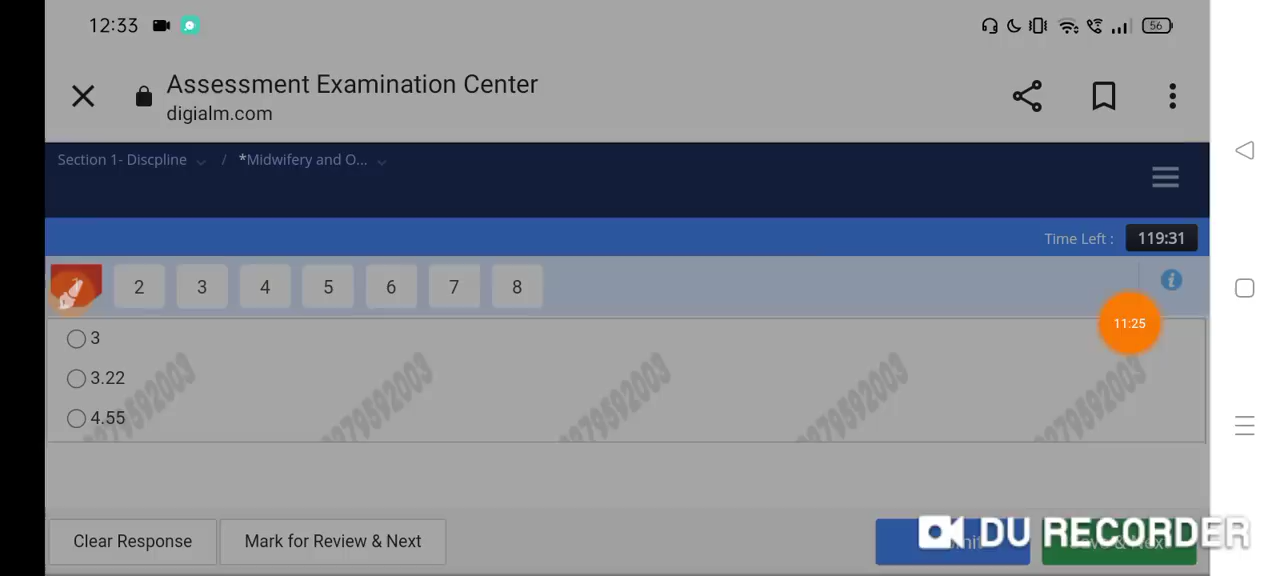 12:33
56
Assessment Examination Center
digialm.com
Section 1- Discpline / *Midwifery and O...
Time Left : 119:31
2 3 4 5 6 7 8
i
11:25
3
3.22
4.55
Clear Response
Mark for Review & Next
DU RECORDER